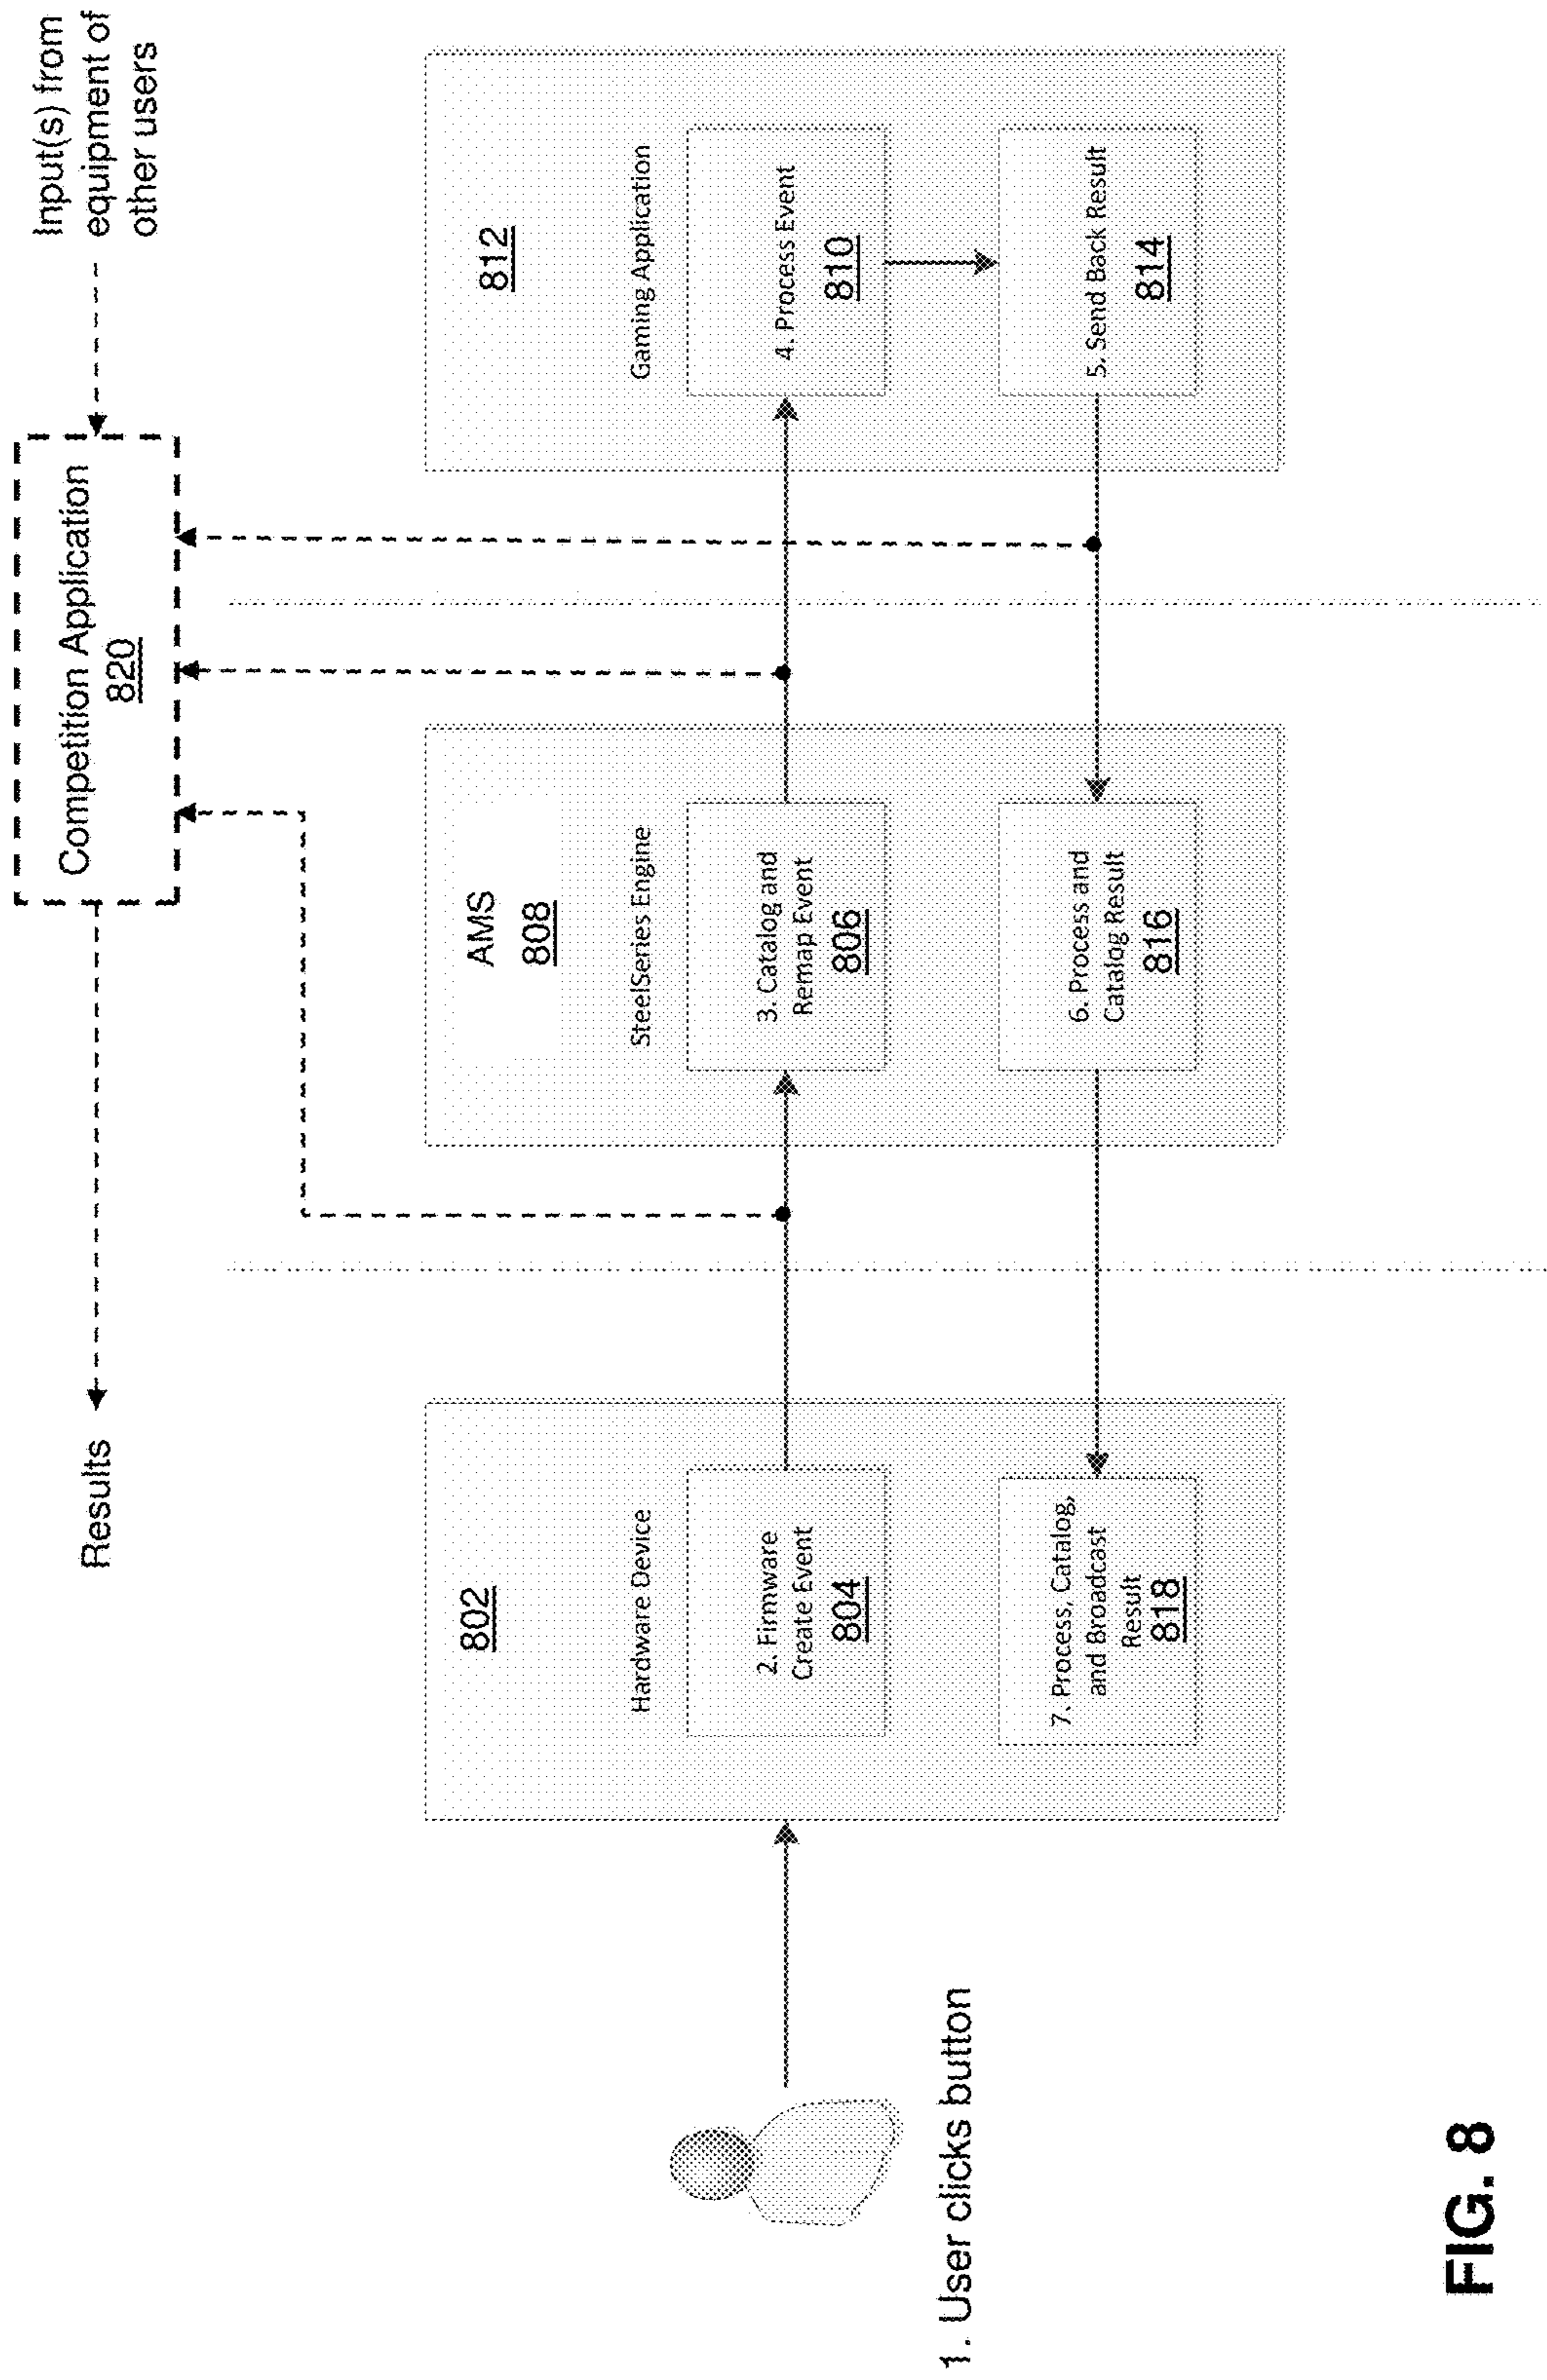 Results
Competition Application
820
Input(s) from
equipment of
other users
802
Hardware Device
2. Firmware
Create Event
804
7. Process, Catalog,
and Broadcast
Result
818
AMS
808
SteelSeries Engine
3. Catalog and
Remap Event
806
6. Process and
Catalog Result
816
812
Gaming Application
4. Process Event
810
5. Send Back Result
814
1. User clicks button
FIG. 8